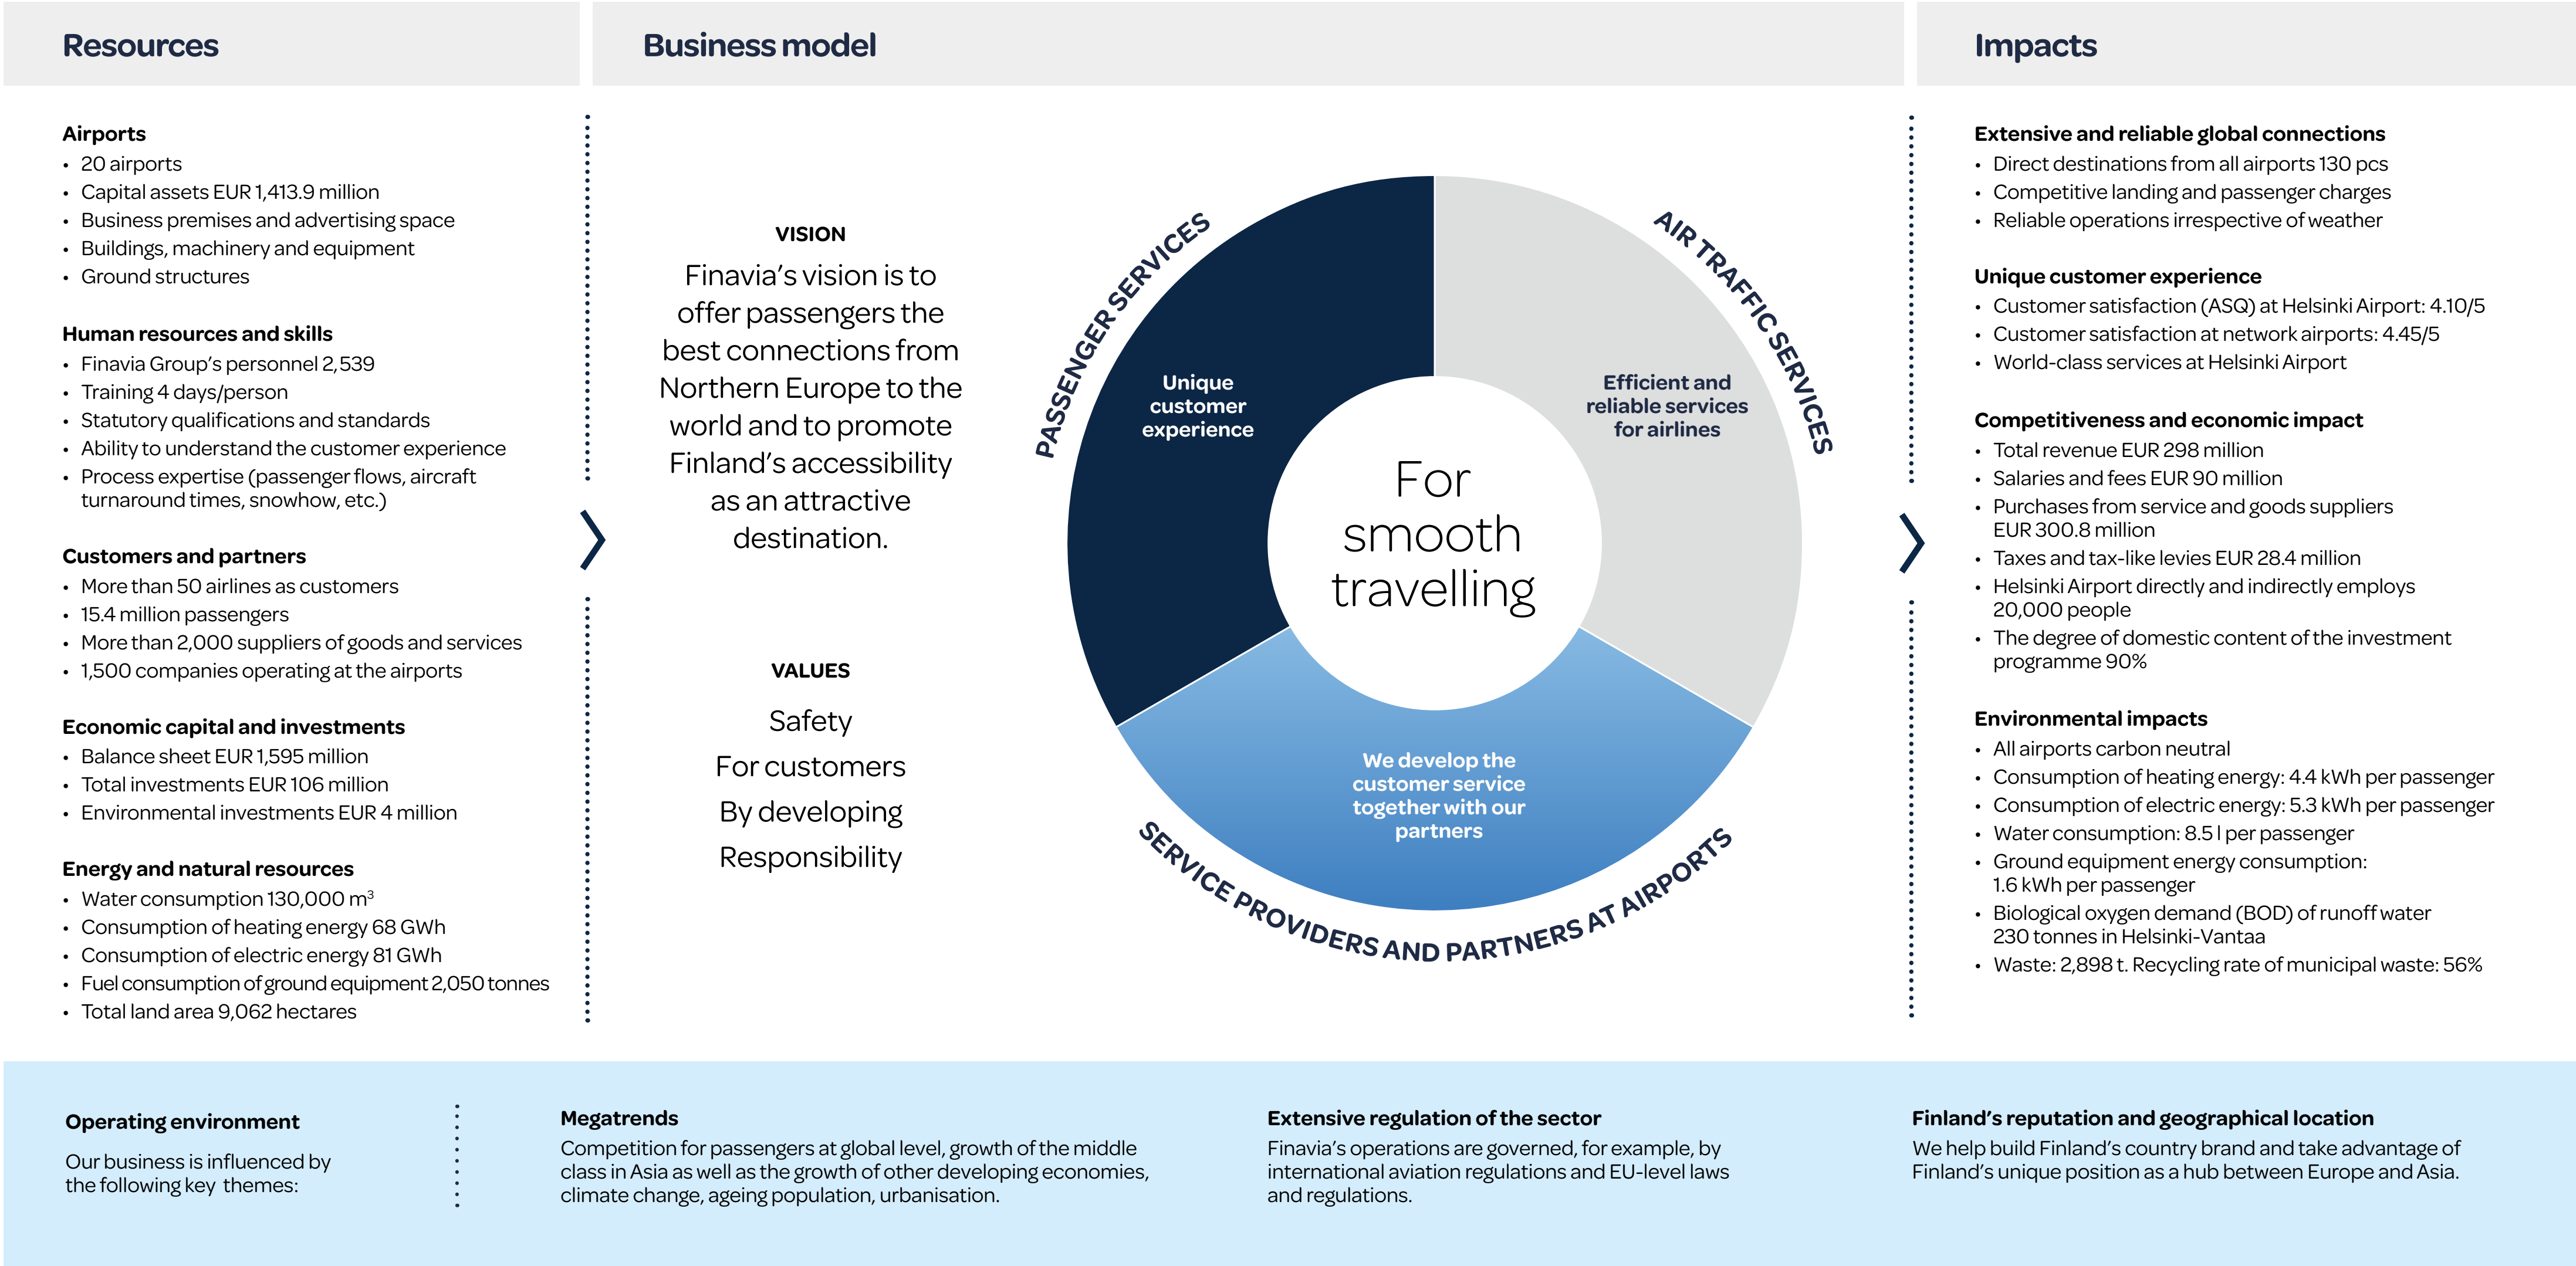 Resources
Airports
• 20 airports
• Capital assets EUR 1,413.9 million
• Business premises and advertising space
• Buildings, machinery and equipment
• Ground structures
Human resources and skills
• Finavia Group's personnel 2,539
• Training 4 days/person
• Statutory qualifications and standards
• Ability to understand the customer experience
• Process expertise (passenger flows, aircraft
turnaround times, snowhow, etc.)
Customers and partners
• More than 50 airlines as customers
• 15.4 million passengers
• More than 2,000 suppliers of goods and services
• 1,500 companies operating at the airports
Economic capital and investments
• Balance sheet EUR 1,595 million
• Total investments EUR 106 million
• Environmental investments EUR 4 million
Energy and natural resources
• Water consumption 130,000 m³
• Consumption of heating energy 68 GWh
• Consumption of electric energy 81 GWh
• Fuel consumption of ground equipment 2,050 tonnes
• Total land area 9,062 hectares
Business model
VISION
Finavia's vision is to
offer passengers the
best connections from
Northern Europe to the
world and to promote
Finland's accessibility
as an attractive
destination.
VALUES
Safety
For customers
By developing
Responsibility
PASSENGER SERVICES
Unique
customer
experience
AIR TRAFFIC SERVICES
Efficient and
reliable services
for airlines
For
smooth
travelling
We develop the
customer service
together with our
partners
SERVICE PROVIDERS AND PARTNERS AT AIRPORTS
Impacts
Extensive and reliable global connections
• Direct destinations from all airports 130 pcs
• Competitive landing and passenger charges
• Reliable operations irrespective of weather
Unique customer experience
• Customer satisfaction (ASQ) at Helsinki Airport: 4.10/5
• Customer satisfaction at network airports: 4.45/5
• World-class services at Helsinki Airport
Competitiveness and economic impact
• Total revenue EUR 298 million
• Salaries and fees EUR 90 million
• Purchases from service and goods suppliers
EUR 300.8 million
• Taxes and tax-like levies EUR 28.4 million
• Helsinki Airport directly and indirectly employs
20,000 people
• The degree of domestic content of the investment
programme 90%
Environmental impacts
• All airports carbon neutral
• Consumption of heating energy: 4.4 kWh per passenger
• Consumption of electric energy: 5.3 kWh per passenger
• Water consumption: 8.5 l per passenger
• Ground equipment energy consumption:
1.6 kWh per passenger
• Biological oxygen demand (BOD) of runoff water
230 tonnes in Helsinki-Vantaa
• Waste: 2,898 t. Recycling rate of municipal waste: 56%
Operating environment
Our business is influenced by
the following key themes:
Megatrends
Competition for passengers at global level, growth of the middle
class in Asia as well as the growth of other developing economies,
climate change, ageing population, urbanisation.
Extensive regulation of the sector
Finavia's operations are governed, for example, by
international aviation regulations and EU-level laws
and regulations.
Finland's reputation and geographical location
We help build Finland's country brand and take advantage of
Finland's unique position as a hub between Europe and Asia.